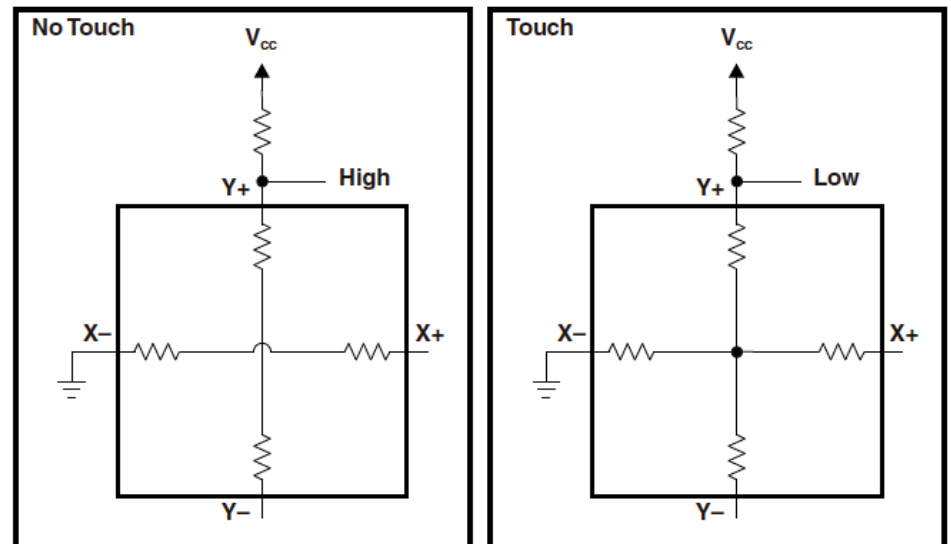 No Touch
Vcc
Y+
High
X–
X+
Y–
Touch
Vcc
Y+
Low
X–
X+
Y–